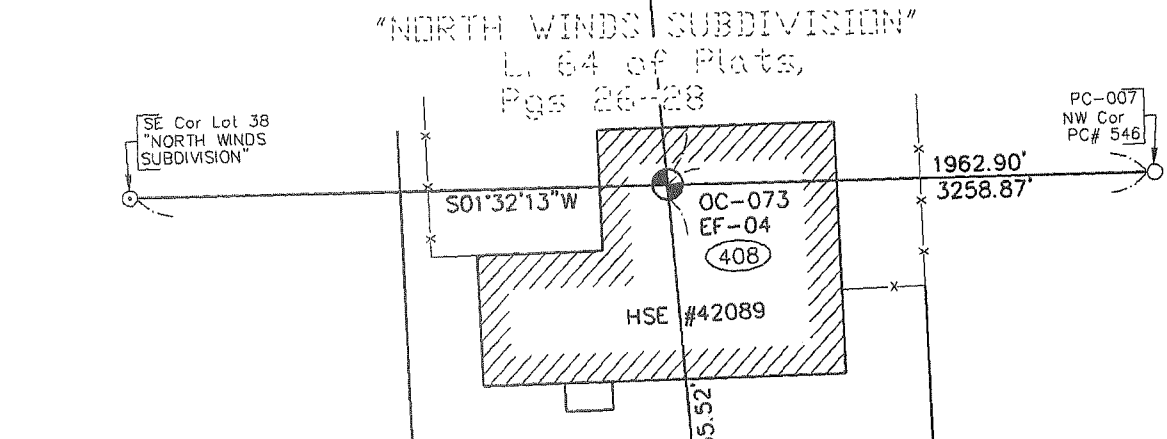 "NORTH WINDS SUBDIVISION"
L. 64 of Plats,
Pgs 26-28
SE Cor Lot 38
"NORTH WINDS
SUBDIVISION"
PC-007
NW Cor
PC# 546
1962.90'
3258.87'
S01°32'13"W
OC-073
EF-04
408
HSE #42089
5.52'